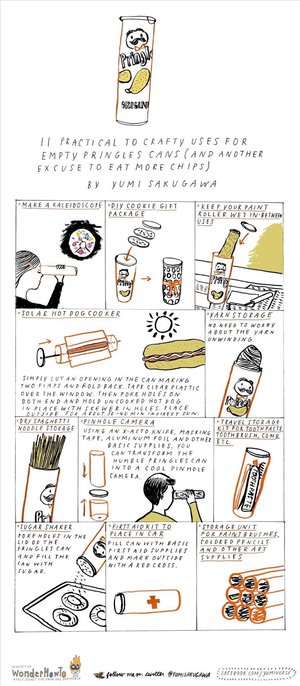 Pringles
11 PRACTICAL TO CRAFTY USES FOR
EMPTY PRINGLES CANS (AND ANOTHER
EXCUSE TO EAT MORE CHIPS)
BY YUMI SAKUGAWA
MAKE A KALEIDOSCOPE
DIY COOKIE GIFT
PACKAGE
KEEP YOUR PAINT
ROLLER WET IN-BETWEEN
USES
SOLAR HOT DOG COOKER
SIMPLY CUT AN OPENING IN THE CAN MAKING
TWO FLAPS AND FOLD BACK. TAPE CLEAR PLASTIC
OVER THE WINDOW. THEN POKE HOLES ON
BOTH END AND HOLD UNCOOKED HOT DOG
IN PLACE WITH SKEWER IN HOLES. PLACE
YARN STORAGE
NO NEED TO WORRY
ABOUT THE YARN
UNWINDING.
DRY SPAGHETTI
NOODLE STORAGE
PINHOLE CAMERA
USING AN X-ACTO KNIFE, MASKING
TAPE, ALUMINUM FOIL AND OTHER
BASIC SUPPLIES, YOU
CAN TRANSFORM THE
HUMBLE PRINGLES CAN
INTO A COOL PINHOLE
CAMERA.
TRAVEL STORAGE
KIT FOR TOOTHPASTE,
TOOTHBRUSH, COMB,
ETC.
SUGAR SHAKER
POKE HOLES IN THE
LID OF THE
PRINGLES CAN
AND FILL THE
CAN WITH
SUGAR.
FIRST AID KIT TO
PLACE IN CAR
FILL CAN WITH BASIC
FIRST AID SUPPLIES
AND MARK OUTSIDE
WITH A RED CROSS.
STORAGE UNIT
FOR PAINTBRUSHES,
COLORED PENCILS
AND OTHER ART
SUPPLIES
WonderHowTo
follow me on twitter @YUMISAKUGAWA
FACEBOOK.COM/YUMIVERSE